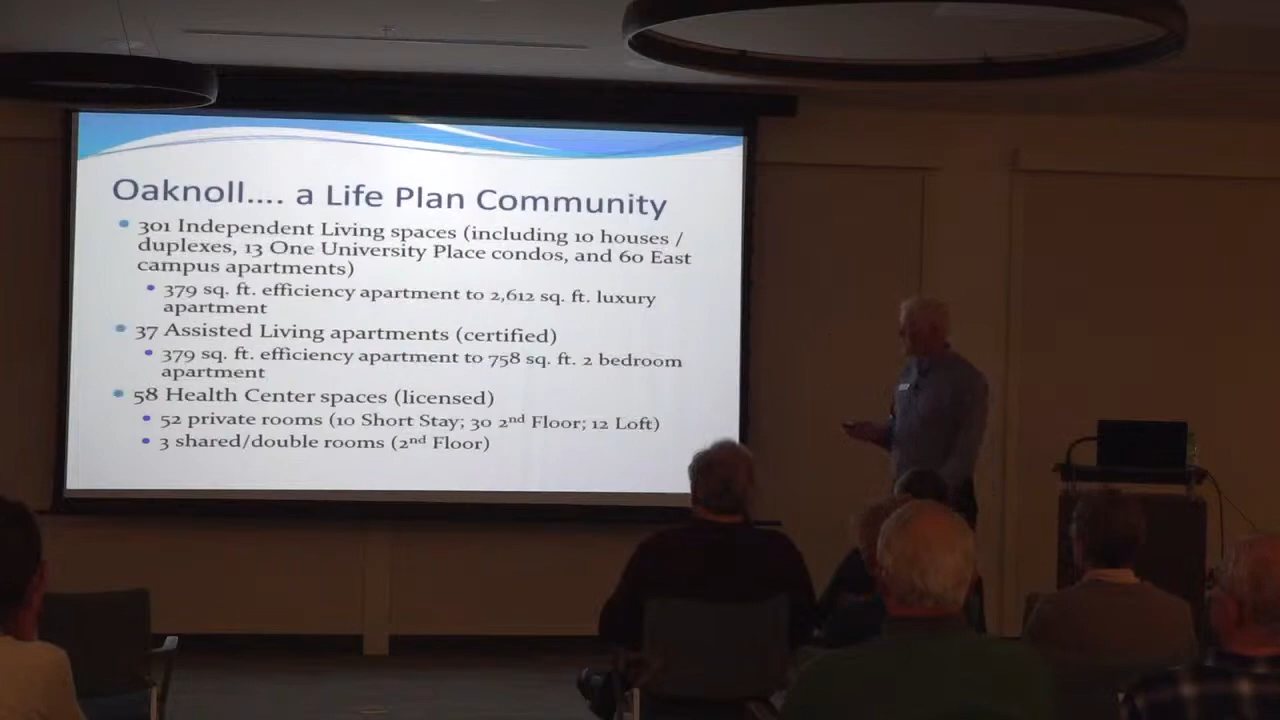 Oaknoll.... a Life Plan Community
301 Independent Living spaces (including 10 houses /
duplexes, 13 One University Place condos, and 60 East
campus apartments)
379 sq. ft. efficiency apartment to 2,612 sq. ft. luxury
apartment
37 Assisted Living apartments (certified)
379 sq. ft. efficiency apartment to 758 sq. ft. 2 bedroom
apartment
58 Health Center spaces (licensed)
52 private rooms (10 Short Stay; 30 2nd Floor; 12 Loft)
3 shared/double rooms (2nd Floor)